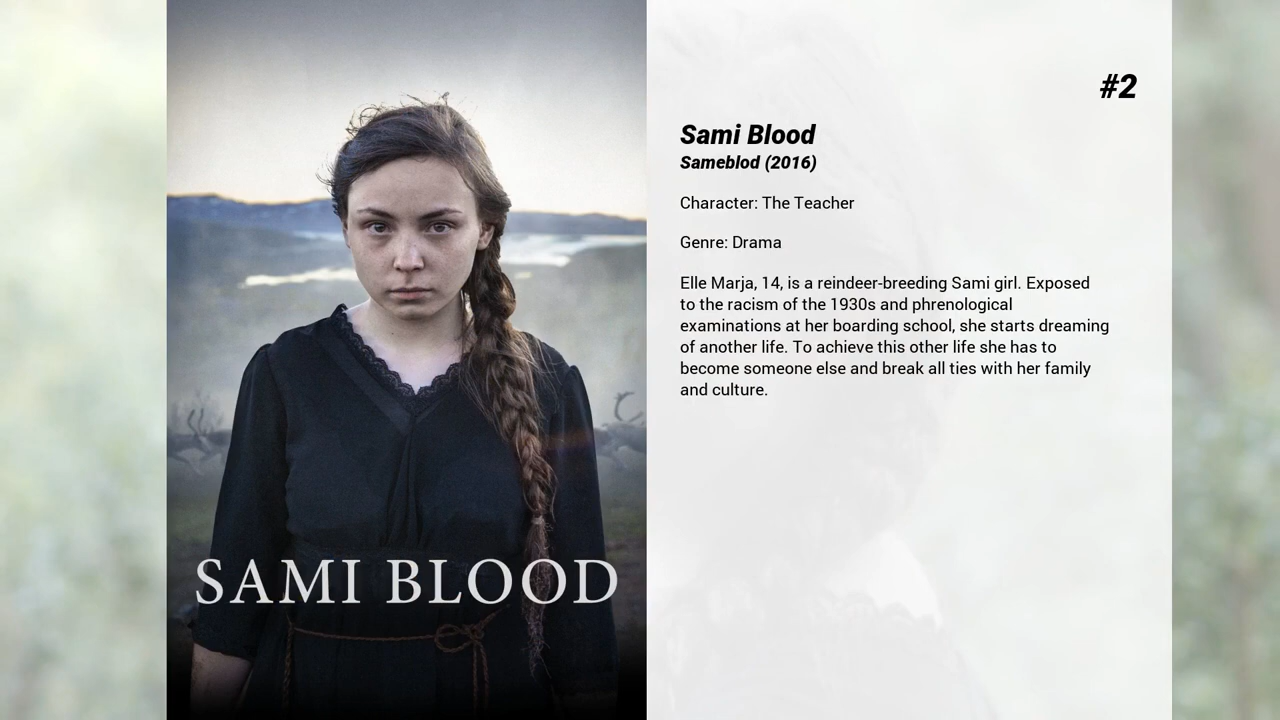 #2
Sami Blood
Sameblod (2016)
Character: The Teacher
Genre: Drama
Elle Marja, 14, is a reindeer-breeding Sami girl. Exposed
to the racism of the 1930s and phrenological
examinations at her boarding school, she starts dreaming
of another life. To achieve this other life she has to
become someone else and break all ties with her family
and culture.
SAMI BLOOD